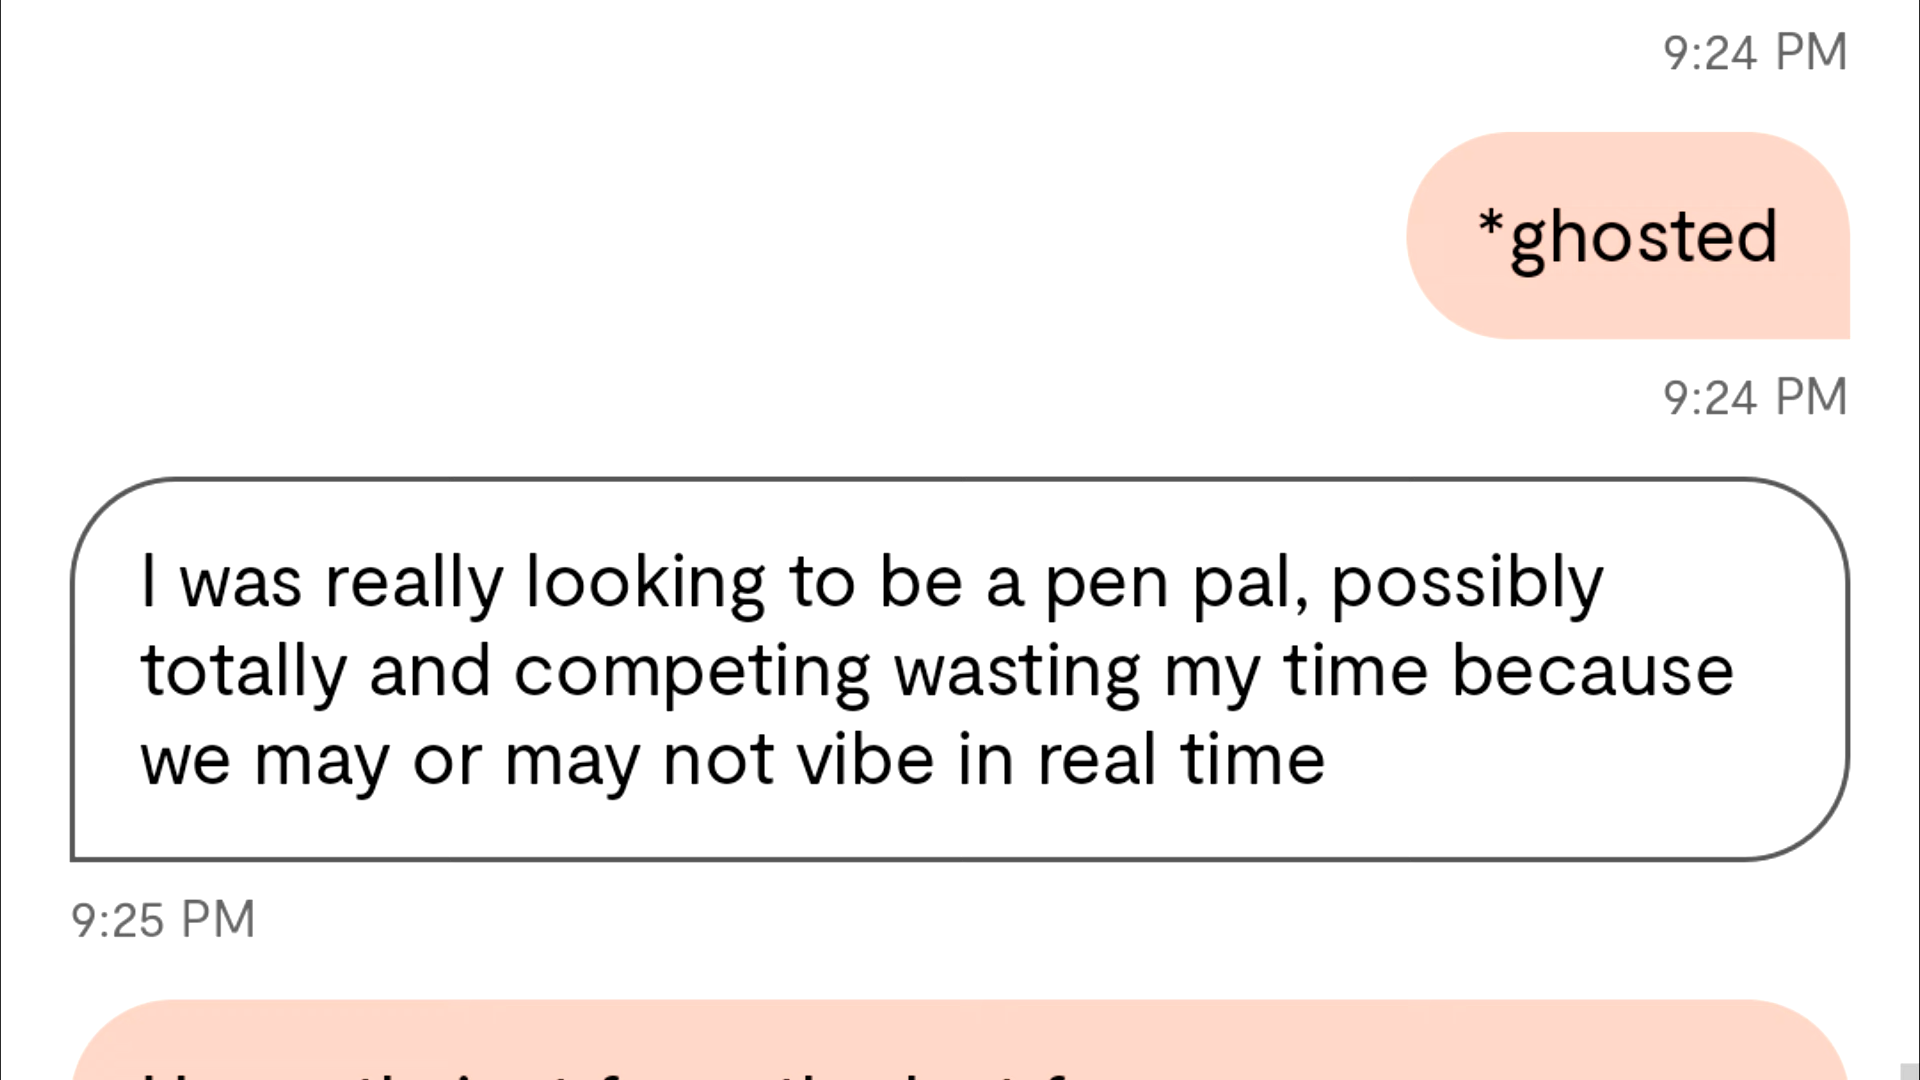 9:24 PM
*ghosted
9:24 PM
I was really looking to be a pen pal, possibly
totally and competing wasting my time because
we may or may not vibe in real time
9:25 PM